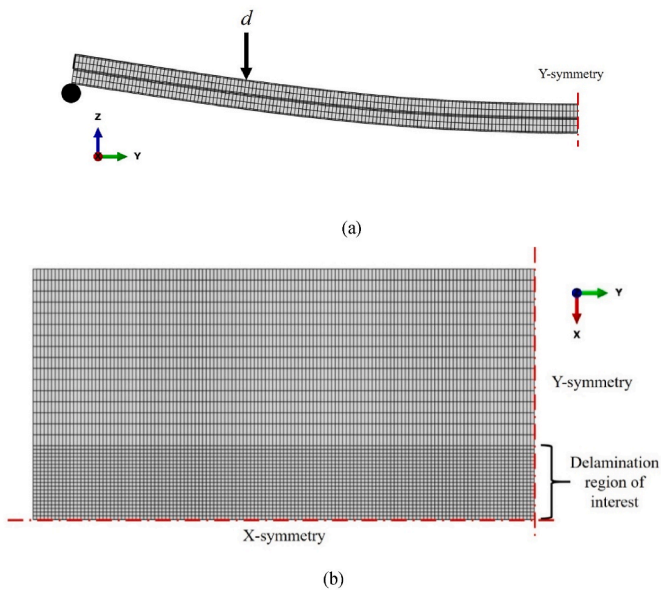 d
Y-symmetry
Z
Y
(a)
Y
X
Y-symmetry
Delamination
region of
interest
X-symmetry
(b)